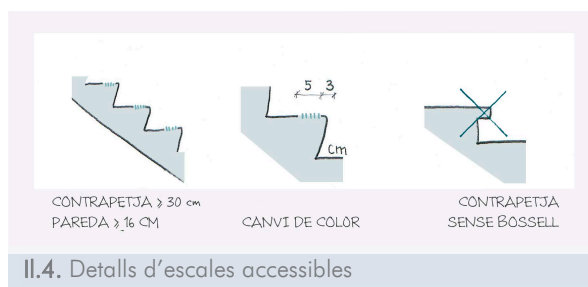 5 3
cm
CONTRAPETJA ≥ 30 cm
PAREDA ≥ 16 CM
CANVI DE COLOR
CONTRAPETJA
SENSE BOSSELL
II.4. Detalls d'escales accessibles